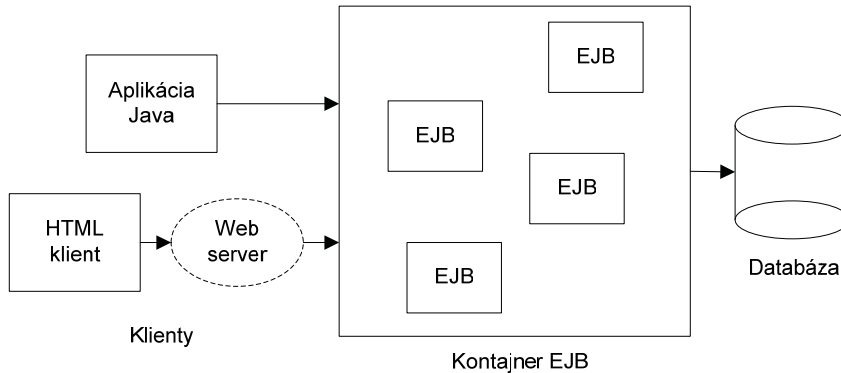 Aplikácia
Java
HTML
klient
Web
server
Klienty
EJB
EJB
EJB
EJB
Kontajner EJB
Databáza